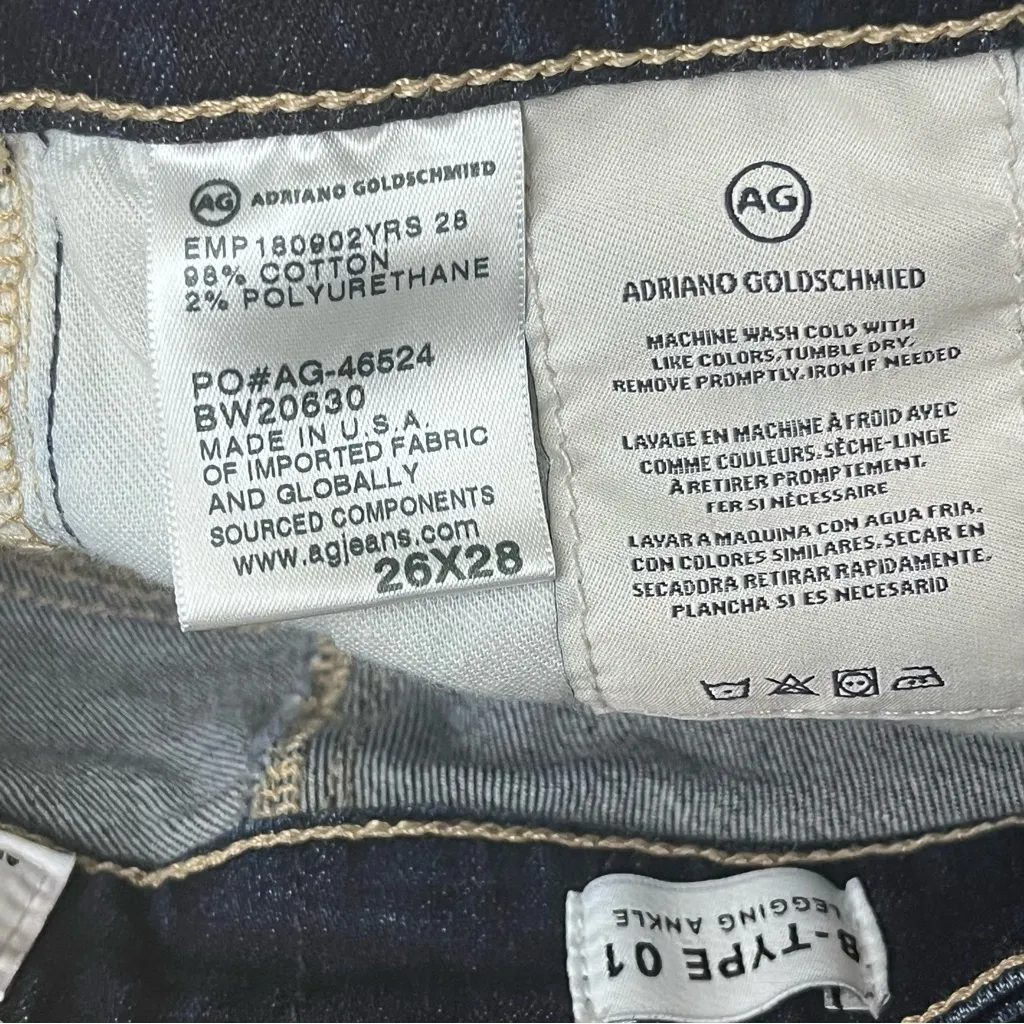 AG ADRIANO GOLDSCHMIED
EMP180902YRS 28
98% COTTON
2% POLYURETHANE
PO#AG-46524
BW20630
MADE IN U.S.A.
OF IMPORTED FABRIC
AND GLOBALLY
SOURCED COMPONENTS
www.agjeans.com
26X28
AG
ADRIANO GOLDSCHMIED
MACHINE WASH COLD WITH
LIKE COLORS, TUMBLE DRY.
REMOVE PROMPTLY. IRON IF NEEDED
LAVAGE EN MACHINE À FROID AVEC
COMME COULEURS. SÈCHE-LINGE
À RETIRER PROMPTEMENT.
FER SI NÉCESSAIRE
LAVAR A MAQUINA CON AGUA FRIA.
CON COLORES SIMILARES. SECAR EN
SECADORA RETIRAR RAPIDAMENTE.
PLANCHA SI ES NECESARIO
B-TYPE 01
LEGGING ANKLE